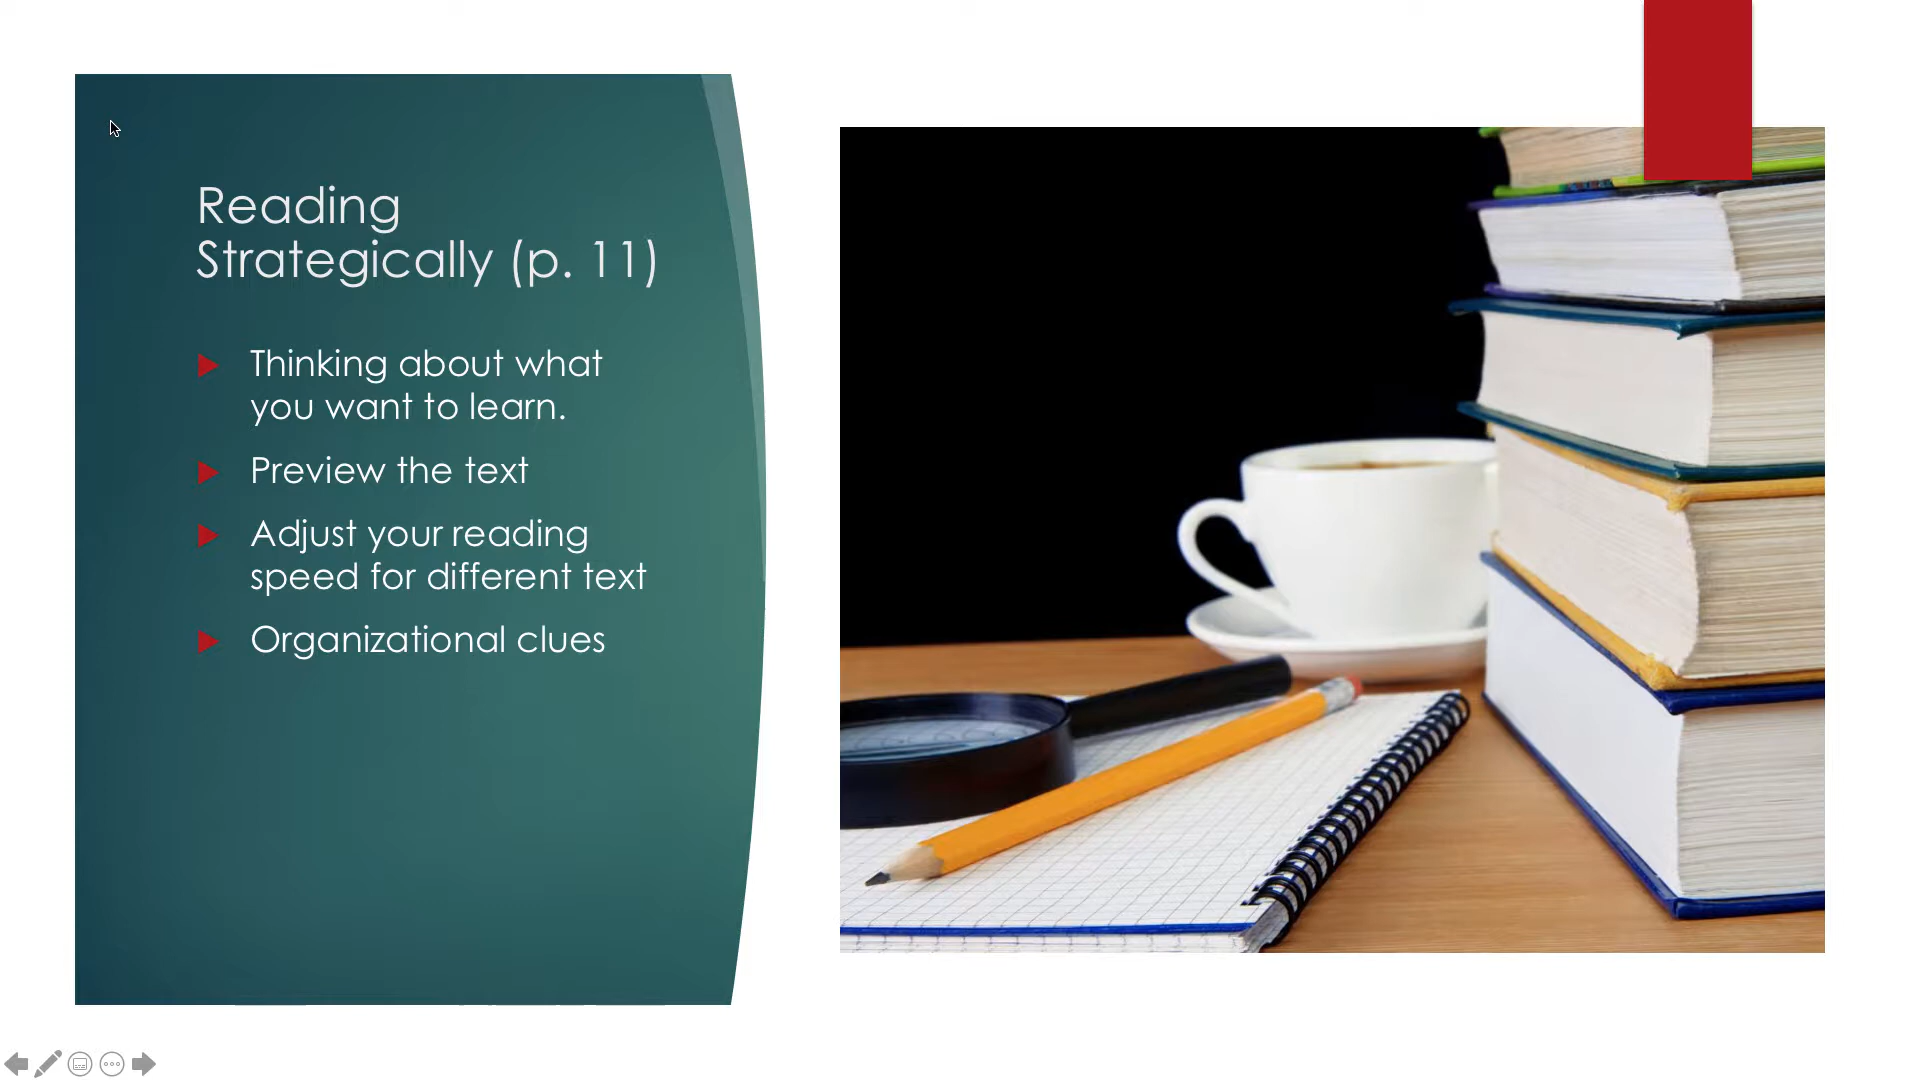 Reading
Strategically (p. 11)
Thinking about what
you want to learn.
Preview the text
Adjust your reading
speed for different text
Organizational clues